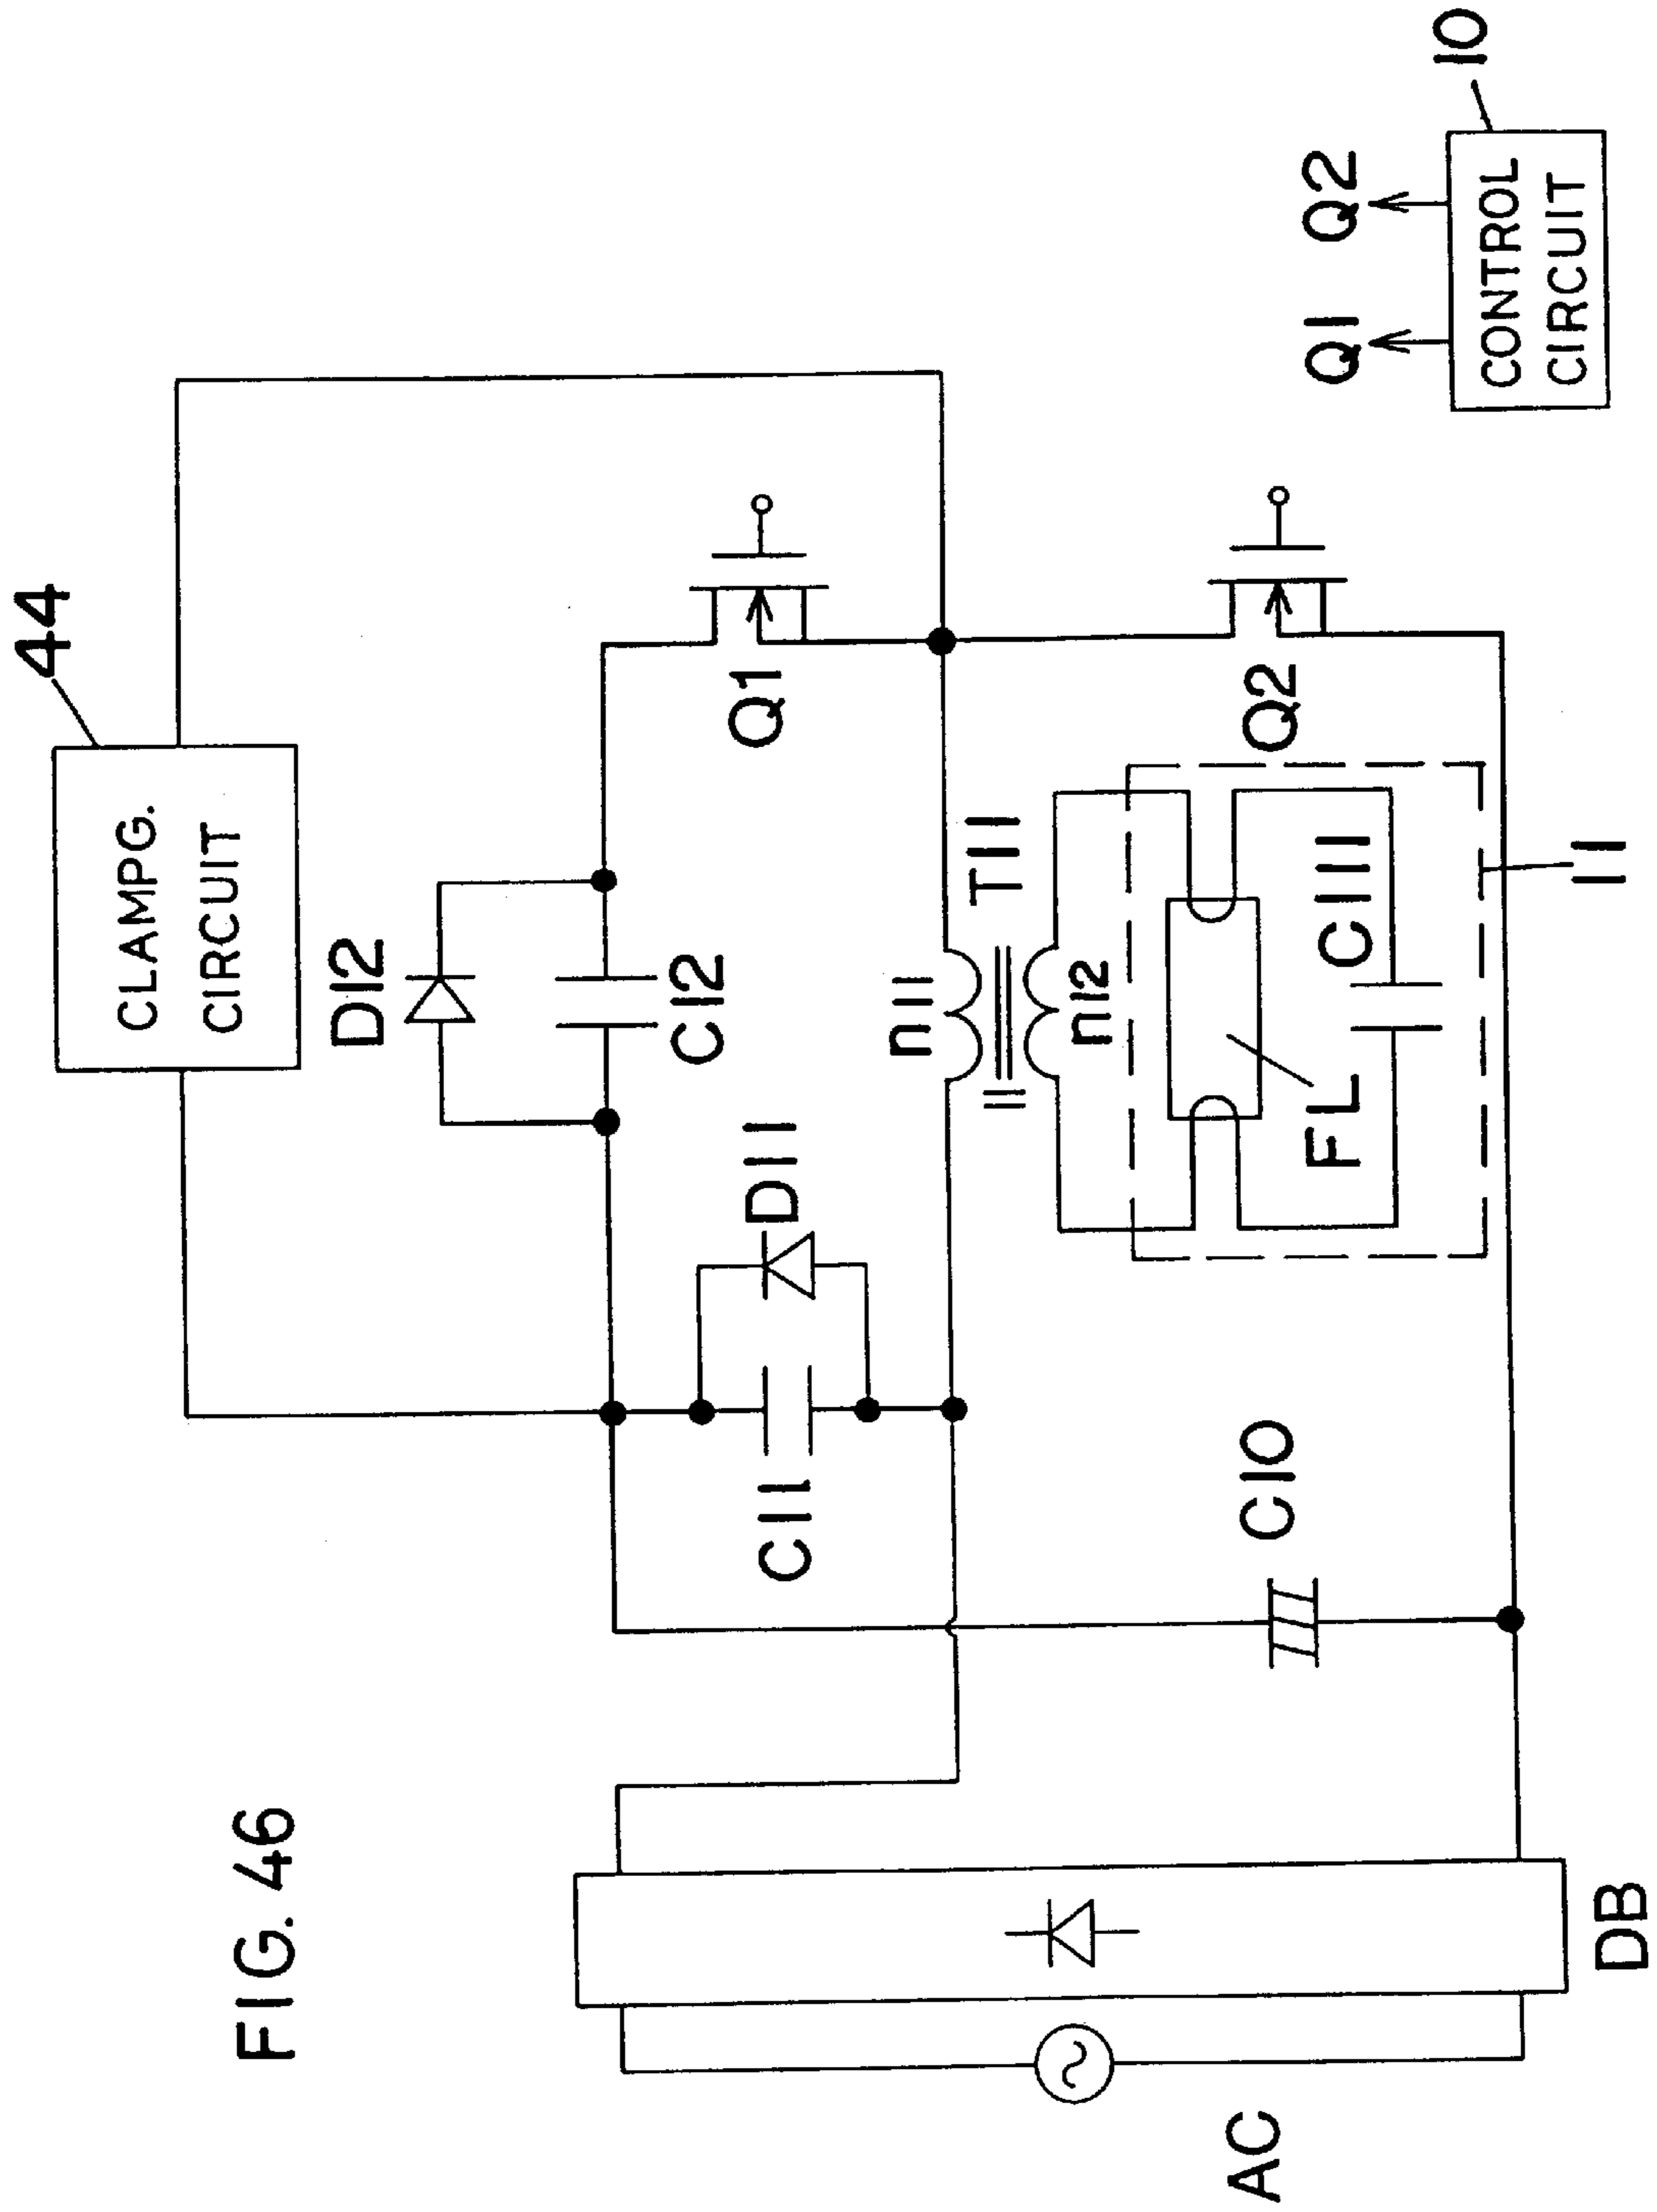 FIG. 46
44
CLAMPG.
CIRCUIT
D12
C12
Q1
D11
C11
n11
T11
n12
C10
Q2
FL
C111
11
AC
DB
Q1
Q2
CONTROL
CIRCUIT
10